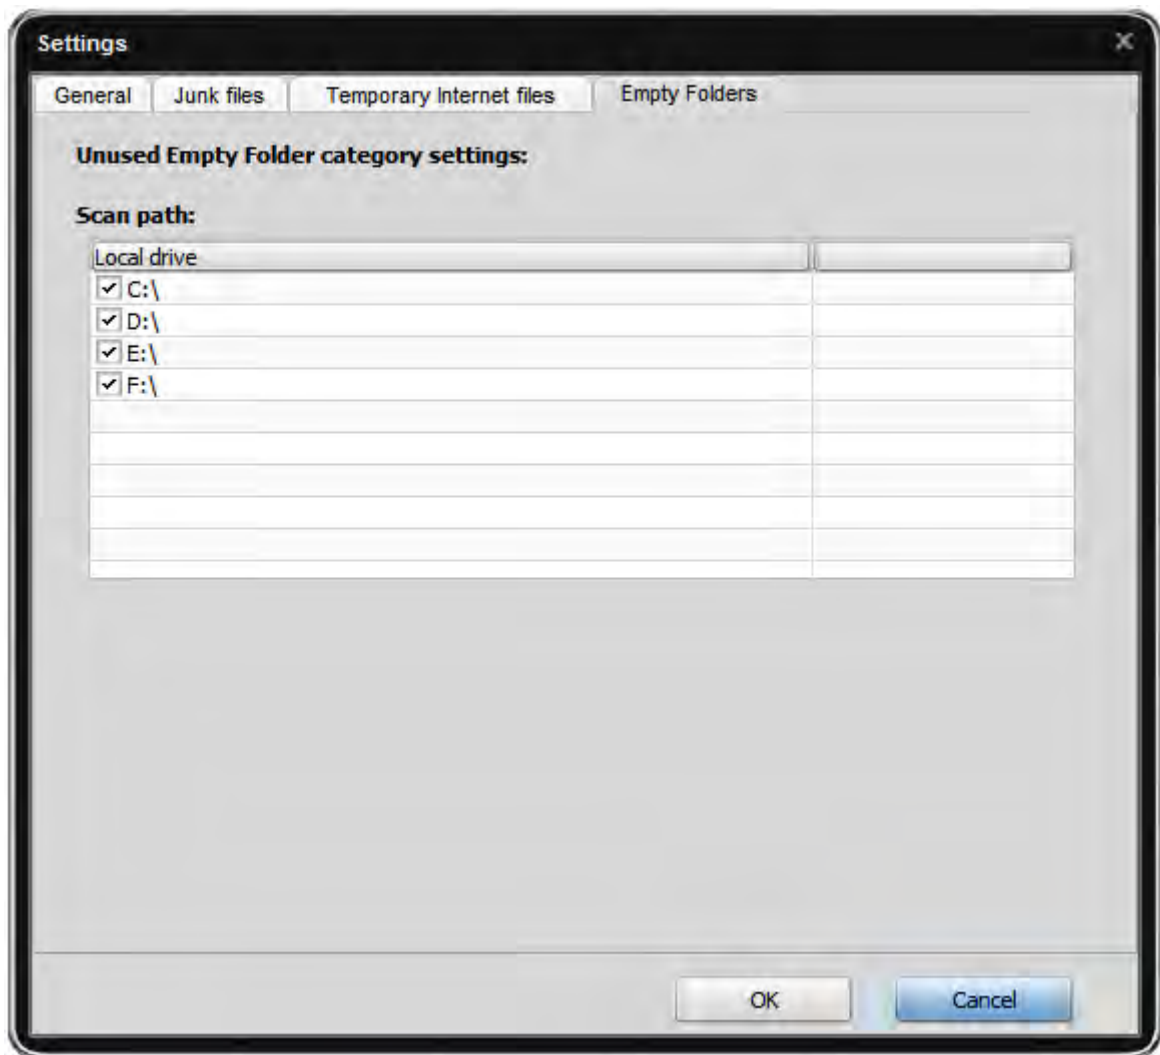 Settings
General Junk files Temporary Internet files Empty Folders
Unused Empty Folder category settings:
Scan path:
Local drive
C:\
D:\
E:\
F:\
OK Cancel